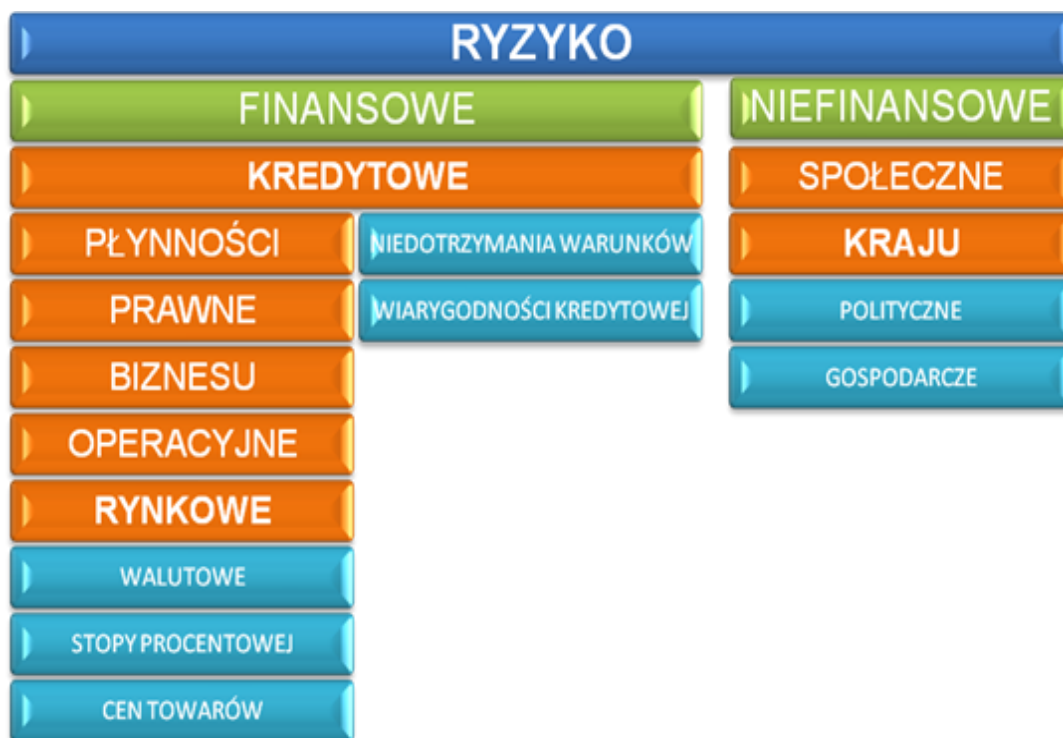 RYZYKO
FINANSOWE
NIEFINANSOWE
KREDYTOWE
SPOŁECZNE
PŁYNNOŚCI
NIEDOTRZYMANIA WARUNKÓW
KRAJU
PRAWNE
WIARYGODNOŚCI KREDYTOWEJ
POLITYCZNE
BIZNESU
GOSPODARCZE
OPERACYJNE
RYNKOWE
WALUTOWE
STOPY PROCENTOWEJ
CEN TOWARÓW